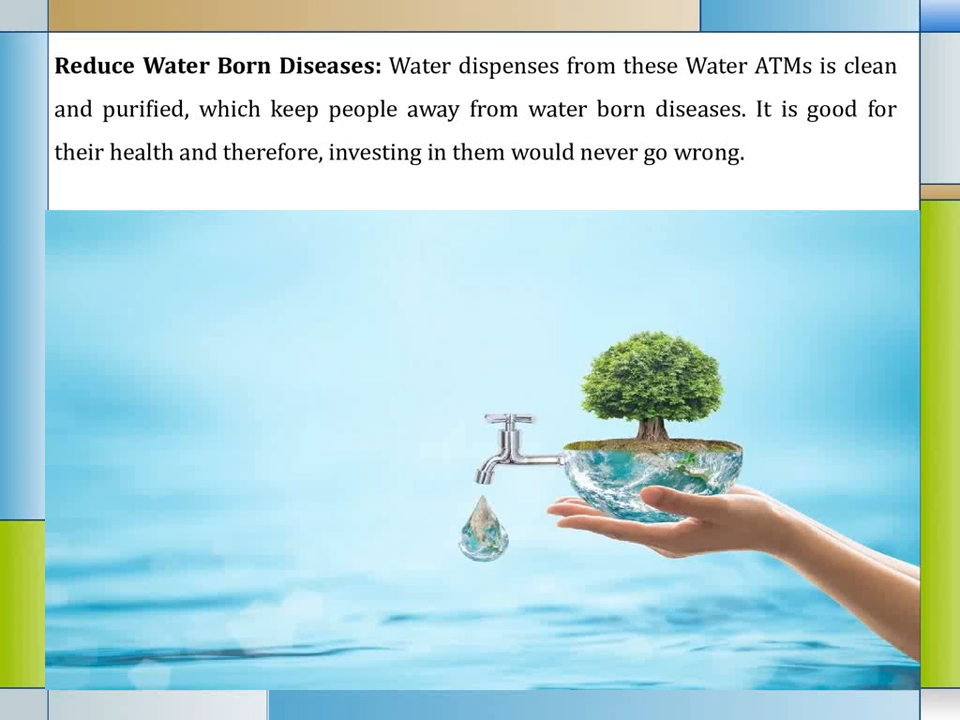 Reduce Water Born Diseases: Water dispenses from these Water ATMs is clean
and purified, which keep people away from water born diseases. It is good for
their health and therefore, investing in them would never go wrong.